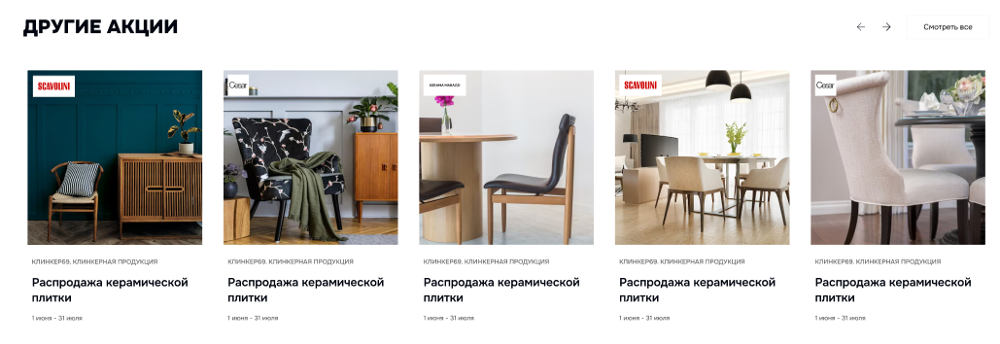 ДРУГИЕ АКЦИИ
Смотреть все
SCAVOLINI
Cesar
KERAMA MARAZZI
SCAVOLINI
Cesar
КЛИНКЕР69. КЛИНКЕРНАЯ ПРОДУКЦИЯ
Распродажа керамической
плитки
1 июня - 31 июля
КЛИНКЕР69. КЛИНКЕРНАЯ ПРОДУКЦИЯ
Распродажа керамической
плитки
1 июня - 31 июля
КЛИНКЕР69. КЛИНКЕРНАЯ ПРОДУКЦИЯ
Распродажа керамической
плитки
1 июня - 31 июля
КЛИНКЕР69. КЛИНКЕРНАЯ ПРОДУКЦИЯ
Распродажа керамической
плитки
1 июня - 31 июля
КЛИНКЕР69. КЛИНКЕРНАЯ ПРОДУКЦИЯ
Распродажа керамической
плитки
1 июня - 31 июля